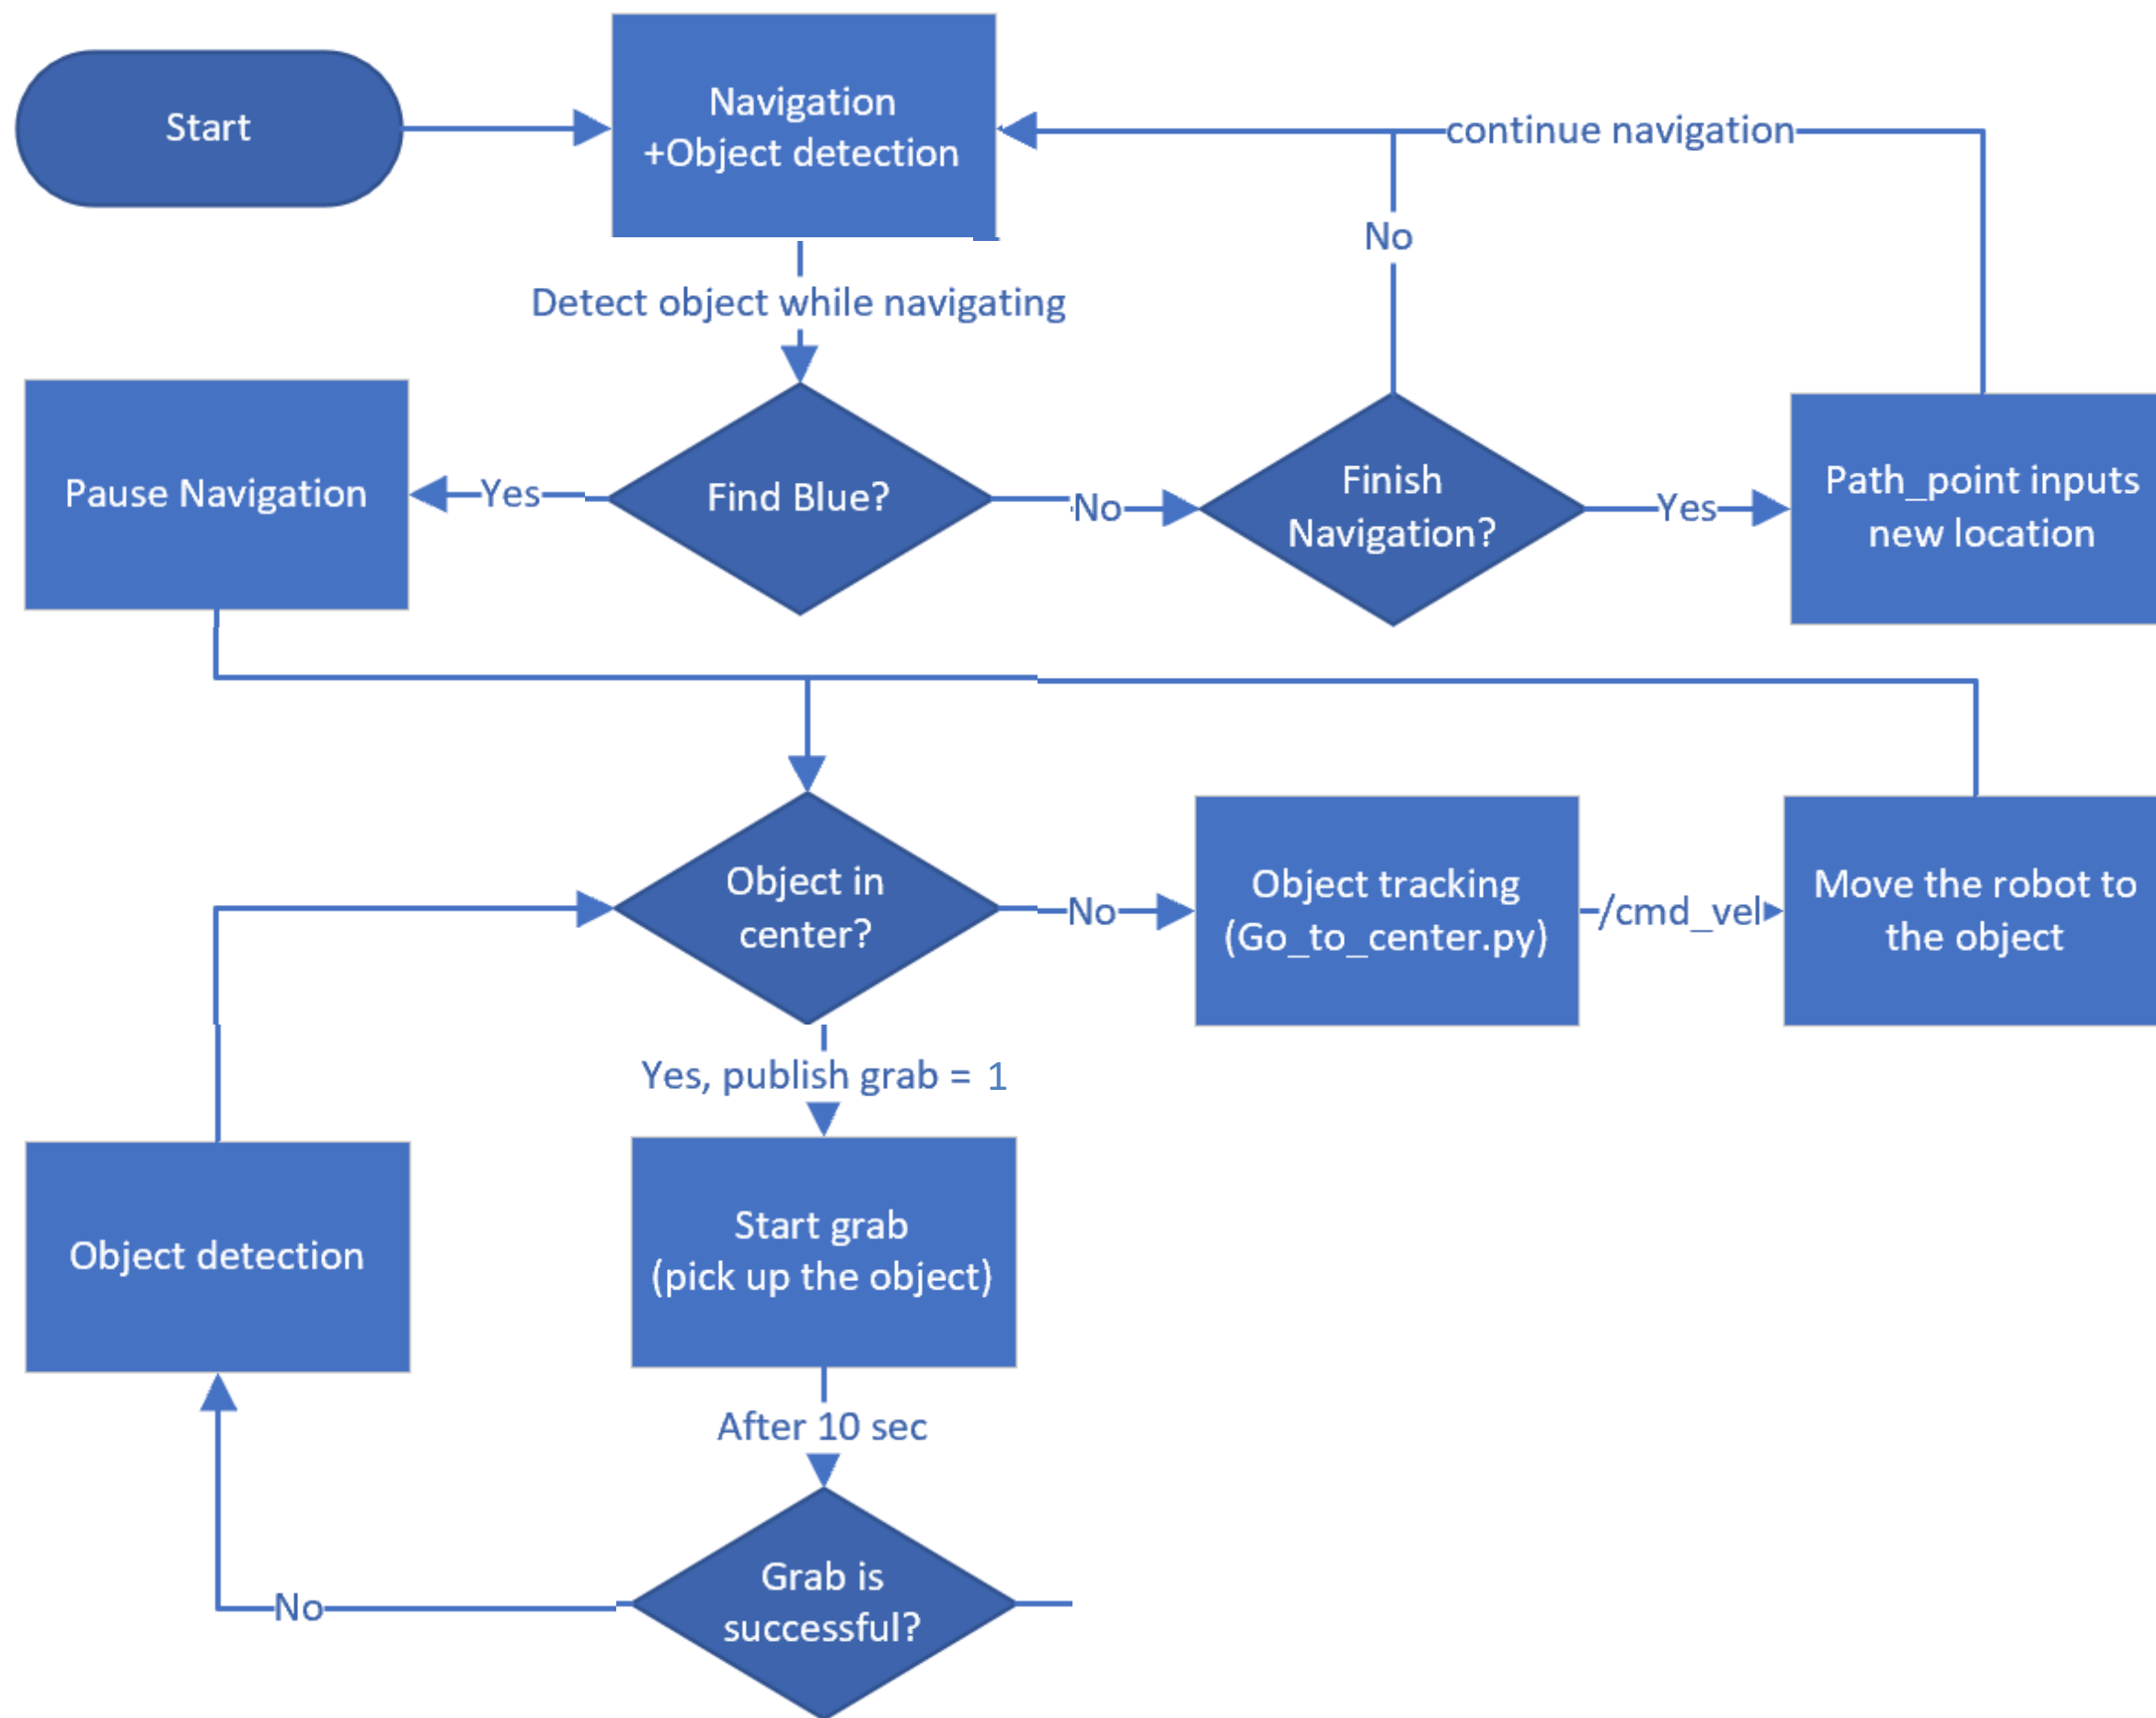 Start
Navigation
+Object detection
continue navigation
No
Detect object while navigating
Pause Navigation
Yes
Find Blue?
No
Finish
Navigation?
Yes
Path_point inputs
new location
Object in
center?
No
Object tracking
(Go_to_center.py)
/cmd_vel
Move the robot to
the object
Yes, publish grab = 1
Object detection
Start grab
(pick up the object)
After 10 sec
Grab is
successful?
No